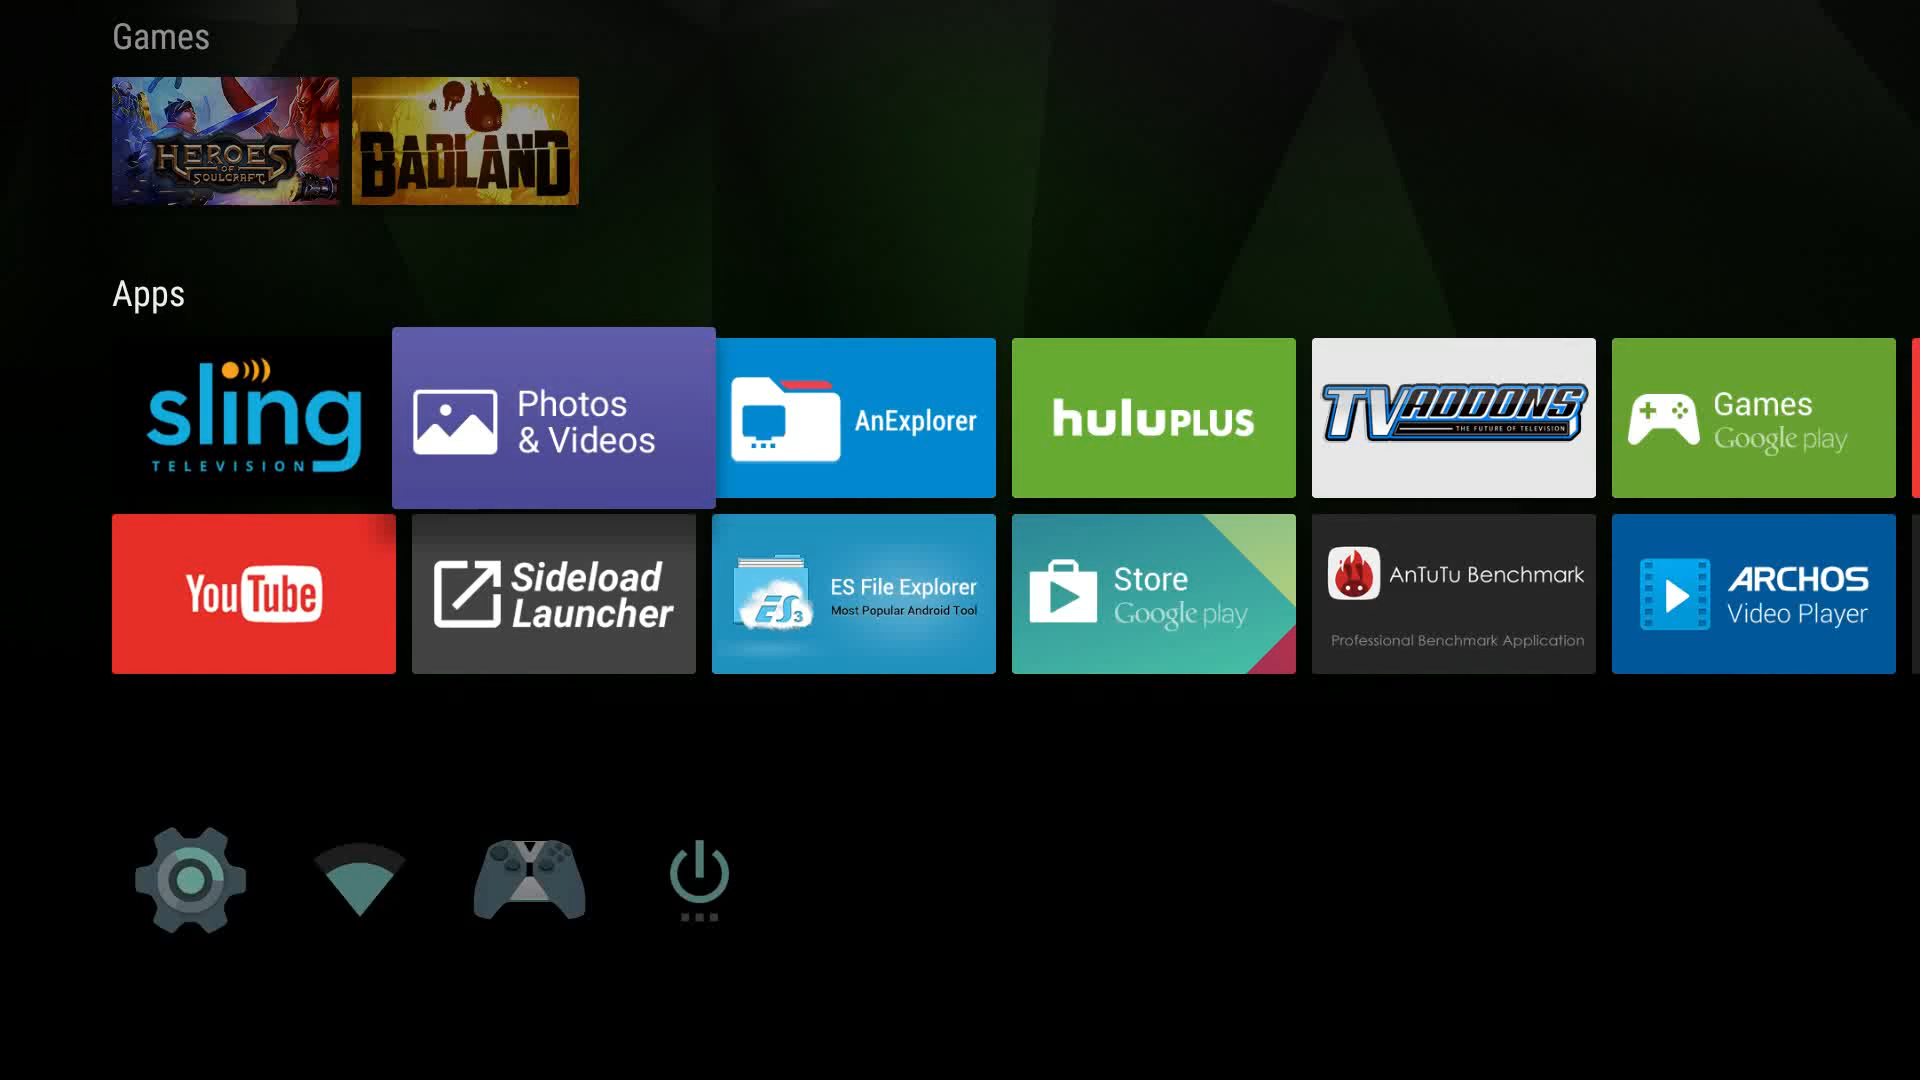 Games
HEROES
OF
SOULCRAFT
BADLAND
Apps
sling
TELEVISION
Photos
& Videos
AnExplorer
huluPLUS
TVADDONS
THE FUTURE OF TELEVISION
Games
Google play
YouTube
Sideload
Launcher
ES3
ES File Explorer
Most Popular Android Tool
Store
Google play
AnTuTu Benchmark
Professional Benchmark Application
ARCHOS
Video Player